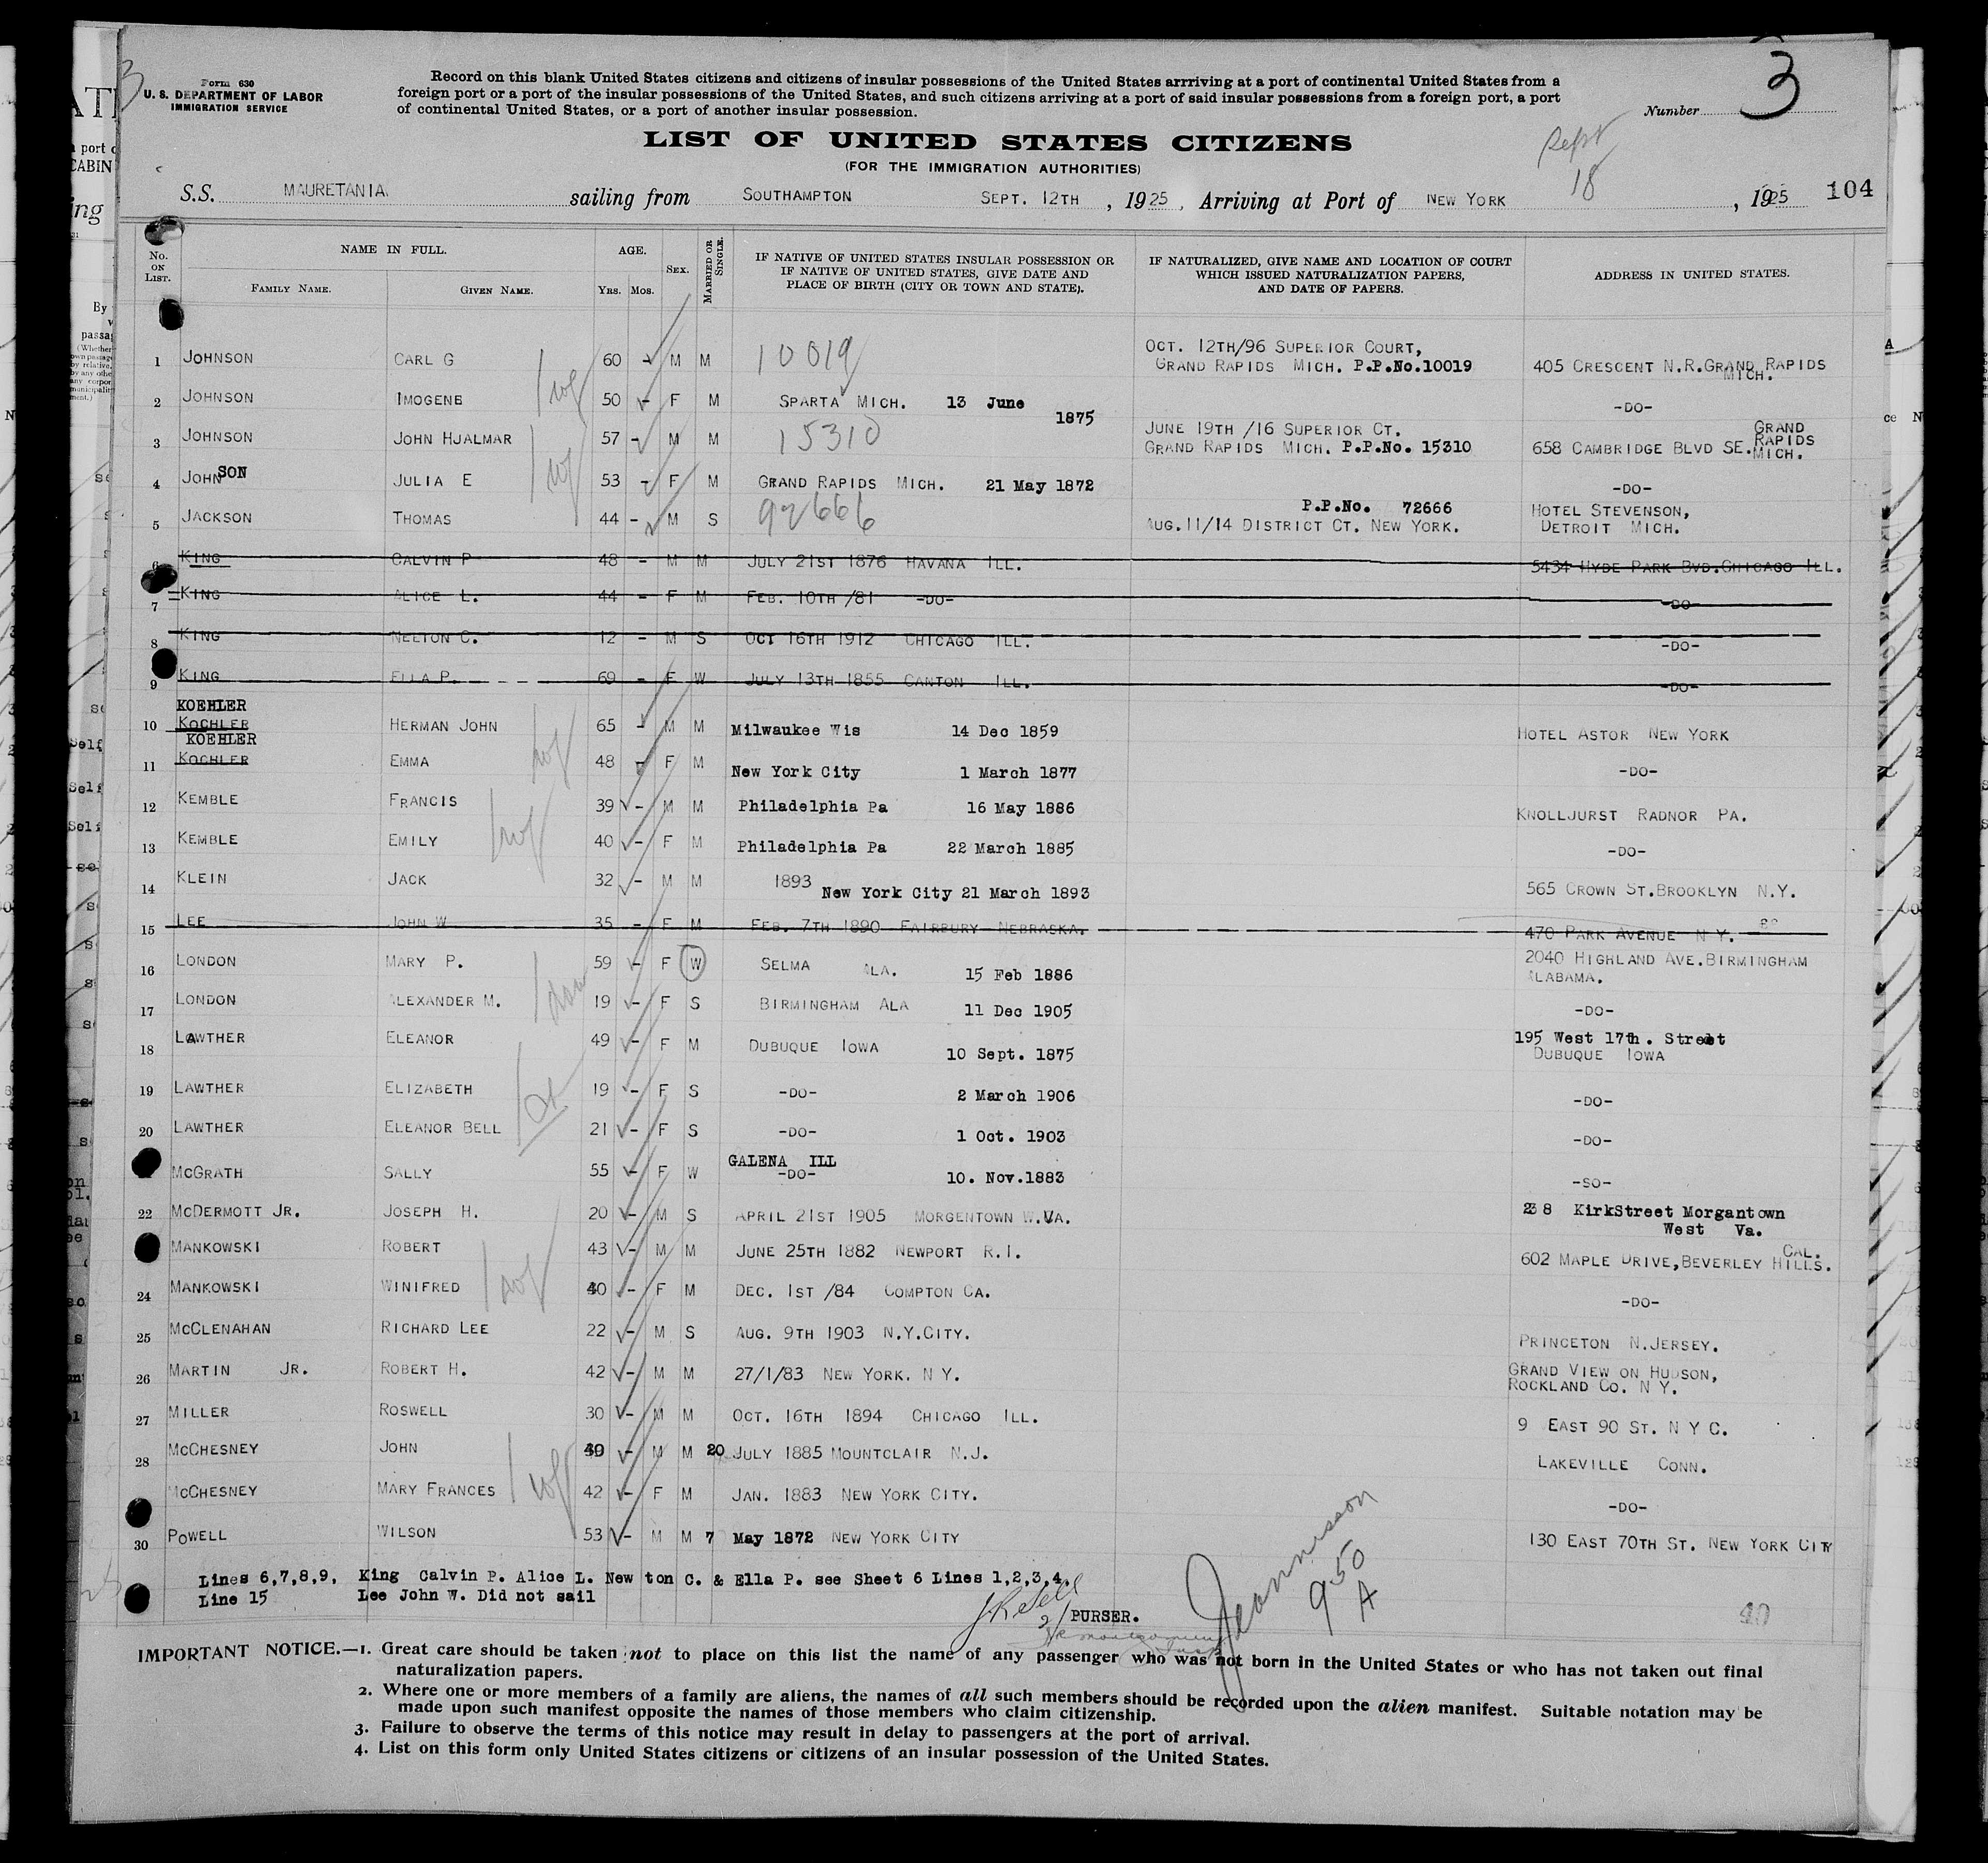 3
Form 630
U. S. DEPARTMENT OF LABOR
IMMIGRATION SERVICE
Record on this blank United States citizens and citizens of insular possessions of the United States arrriving at a port of continental United States from a
foreign port or a port of the insular possessions of the United States, and such citizens arriving at a port of said insular possessions from a foreign port, a port
of continental United States, or a port of another insular possession.
Number 3
LIST OF UNITED STATES CITIZENS
(FOR THE IMMIGRATION AUTHORITIES)
Sept
18
S.S. MAURETANIA. sailing from SOUTHAMPTON SEPT. 12TH , 1925 , Arriving at Port of NEW YORK , 1925 104
No. ON LIST. NAME IN FULL. AGE. SEX. MARRIED OR SINGLE. IF NATIVE OF UNITED STATES INSULAR POSSESSION OR IF NATIVE OF UNITED STATES, GIVE DATE AND PLACE OF BIRTH (CITY OR TOWN AND STATE). IF NATURALIZED, GIVE NAME AND LOCATION OF COURT WHICH ISSUED NATURALIZATION PAPERS, AND DATE OF PAPERS. ADDRESS IN UNITED STATES.
FAMILY NAME. GIVEN NAME. YRS. MOS.
1 JOHNSON CARL G 60 - M M 10019 OCT. 12TH/96 SUPERIOR COURT, GRAND RAPIDS MICH. P.P.No.10019 405 CRESCENT N.R.GRAND RAPIDS MICH.
2 JOHNSON IMOGENE 50 - F M SPARTA MICH. 13 June 1875 -DO-
3 JOHNSON JOHN HJALMAR 57 - M M 15310 JUNE 19TH /16 SUPERIOR CT. GRAND RAPIDS MICH. P.P.No. 15310 658 CAMBRIDGE BLVD SE. GRAND RAPIDS MICH.
4 JOHNSON JULIA E 53 - F M GRAND RAPIDS MICH. 21 May 1872 -DO-
5 JACKSON THOMAS 44 - M S 92666 P.P.No. 72666 AUG.11/14 DISTRICT CT. NEW YORK. HOTEL STEVENSON, DETROIT MICH.
6 KING CALVIN P 48 - M M JULY 21ST 1876 HAVANA ILL. 5434 HYDE PARK BVD.CHICAGO ILL.
7 KING ALICE L. 44 - F M FEB. 10TH /81 -DO- -DO-
8 KING NELTON C. 12 - M S OCT 16TH 1912 CHICAGO ILL. -DO-
9 KING ELLA P. 69 - F W JULY 13TH 1855 CANTON ILL. -DO-
KOEHLER
10 KOCHLER HERMAN JOHN 65 - M M Milwaukee Wis 14 Dec 1859 HOTEL ASTOR NEW YORK
KOEHLER
11 KOCHLER EMMA 48 - F M New York City 1 March 1877 -DO-
12 KEMBLE FRANCIS 39 - M M Philadelphia Pa 16 May 1886 KNOLLJURST RADNOR PA.
13 KEMBLE EMILY 40 - F M Philadelphia Pa 22 March 1885 -DO-
14 KLEIN JACK 32 - M M 1893 New York City 21 March 1893 565 CROWN ST.BROOKLYN N.Y.
15 LEE JOHN W 35 - F M FEB. 7TH 1890 FAIRBURY NEBRASKA. 470 PARK AVENUE N Y.
16 LONDON MARY P. 59 - F W SELMA ALA. 15 Feb 1886 2040 HIGHLAND AVE.BIRMINGHAM ALABAMA.
17 LONDON ALEXANDER M. 19 - F S BIRMINGHAM ALA 11 Dec 1905 -DO-
18 LAWTHER ELEANOR 49 - F M DUBUQUE IOWA 10 Sept. 1875 195 West 17th. Street DUBUQUE IOWA
19 LAWTHER ELIZABETH 19 - F S -DO- 2 March 1906 -DO-
20 LAWTHER ELEANOR BELL 21 - F S -DO- 1 Oct. 1903 -DO-
MCGRATH SALLY 55 - F W GALENA ILL -DO- 10. Nov.1883 -SO-
22 MCDERMOTT JR. JOSEPH H. 20 - M S APRIL 21ST 1905 MORGENTOWN W.VA. 238 KirkStreet Morgantown West Va.
MANKOWSKI ROBERT 43 - M M JUNE 25TH 1882 NEWPORT R.I. 602 MAPLE DRIVE,BEVERLEY HILLS. CAL.
24 MANKOWSKI WINIFRED 40 - F M DEC. 1ST /84 COMPTON CA. -DO-
25 MCCLENAHAN RICHARD LEE 22 - M S AUG. 9TH 1903 N.Y.CITY. PRINCETON N.JERSEY.
26 MARTIN JR. ROBERT H. 42 - M M 27/1/83 NEW YORK. N Y. GRAND VIEW ON HUDSON, ROCKLAND CO. N Y.
27 MILLER ROSWELL 30 - M M OCT. 16TH 1894 CHICAGO ILL. 9 EAST 90 ST. N Y C.
28 MCCHESNEY JOHN 40 - M M 20 JULY 1885 MOUNTCLAIR N.J. LAKEVILLE CONN.
MCCHESNEY MARY FRANCES 42 - F M JAN. 1883 NEW YORK CITY. -DO-
30 POWELL WILSON 53 - M M 7 May 1872 NEW YORK CITY 130 EAST 70TH ST. NEW YORK CITY
Lines 6,7,8,9, King Calvin P. Alice L. New ton C. & Ella P. see Sheet 6 Lines 1,2,3,4.
Line 15 Lee John W. Did not sail
PURSER.
950 A
IMPORTANT NOTICE.—1. Great care should be taken not to place on this list the name of any passenger who was not born in the United States or who has not taken out final
naturalization papers.
2. Where one or more members of a family are aliens, the names of all such members should be recorded upon the alien manifest. Suitable notation may be
made upon such manifest opposite the names of those members who claim citizenship.
3. Failure to observe the terms of this notice may result in delay to passengers at the port of arrival.
4. List on this form only United States citizens or citizens of an insular possession of the United States.